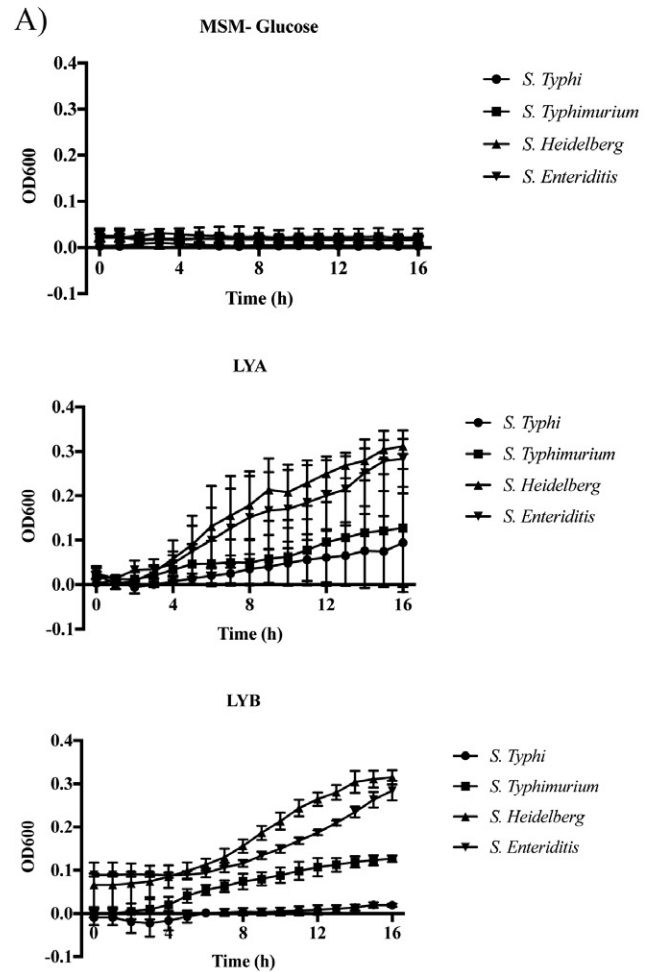 A)
MSM- Glucose
OD600
0.4
0.3
0.2
0.1
0.0
-0.1
0
4
8
12
16
Time (h)
S. Typhi
S. Typhimurium
S. Heidelberg
S. Enteriditis
LYA
OD600
0.4
0.3
0.2
0.1
0.0
-0.1
0
4
8
12
16
Time (h)
S. Typhi
S. Typhimurium
S. Heidelberg
S. Enteriditis
LYB
OD600
0.4
0.3
0.2
0.1
0.0
-0.1
0
4
8
12
16
Time (h)
S. Typhi
S. Typhimurium
S. Heidelberg
S. Enteriditis